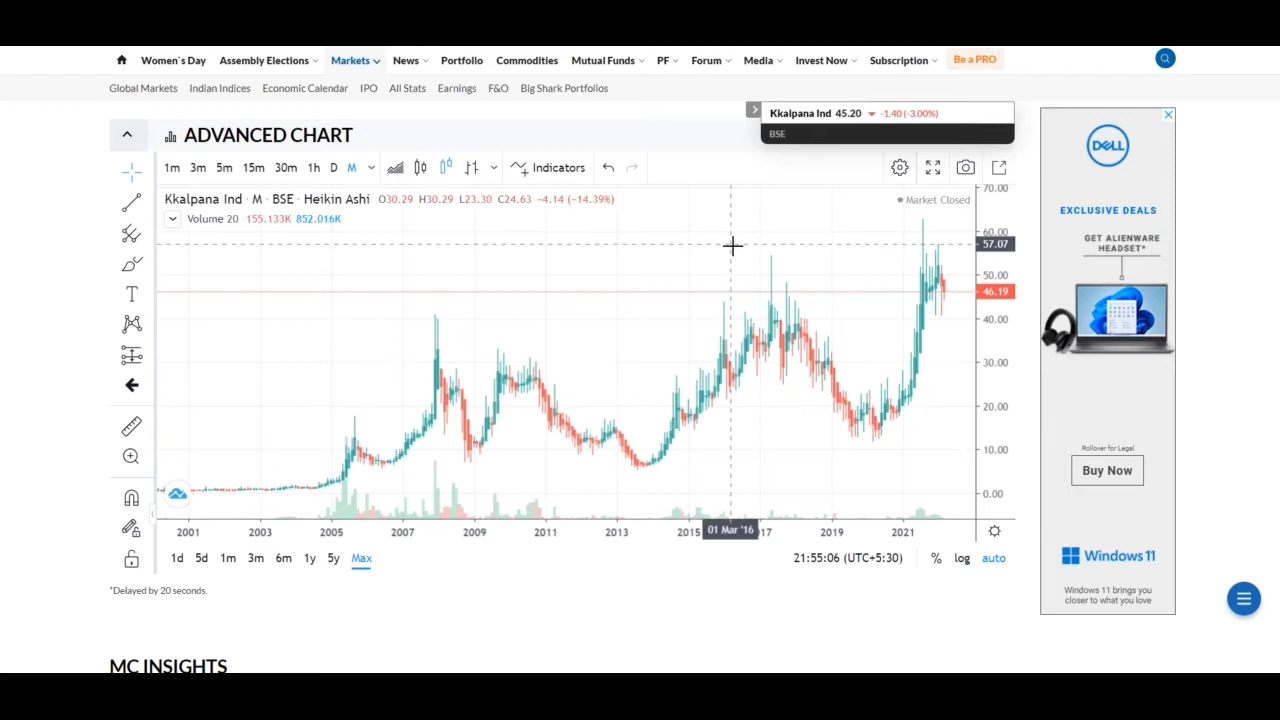 Women`s Day Assembly Elections Markets News Portfolio Commodities Mutual Funds PF Forum Media Invest Now Subscription Be a PRO
Global Markets Indian Indices Economic Calendar IPO All Stats Earnings F&O Big Shark Portfolios
Kkalpana Ind 45.20 -1.40 (-3.00%)
BSE
ADVANCED CHART
1m 3m 5m 15m 30m 1h D M Indicators
Kkalpana Ind · M · BSE · Heikin Ashi O30.29 H30.29 L23.30 C24.63 -4.14 (-14.39%)
Market Closed
Volume 20 155.133K 852.016K
70.00
60.00
57.07
50.00
46.19
40.00
30.00
20.00
10.00
0.00
2001 2003 2005 2007 2009 2011 2013 2015 01 Mar '16 17 2019 2021
1d 5d 1m 3m 6m 1y 5y Max 21:55:06 (UTC+5:30) % log auto
*Delayed by 20 seconds.
MC INSIGHTS
DELL
EXCLUSIVE DEALS
GET ALIENWARE
HEADSET*
Rollover for Legal
Buy Now
Windows 11
Windows 11 brings you
closer to what you love